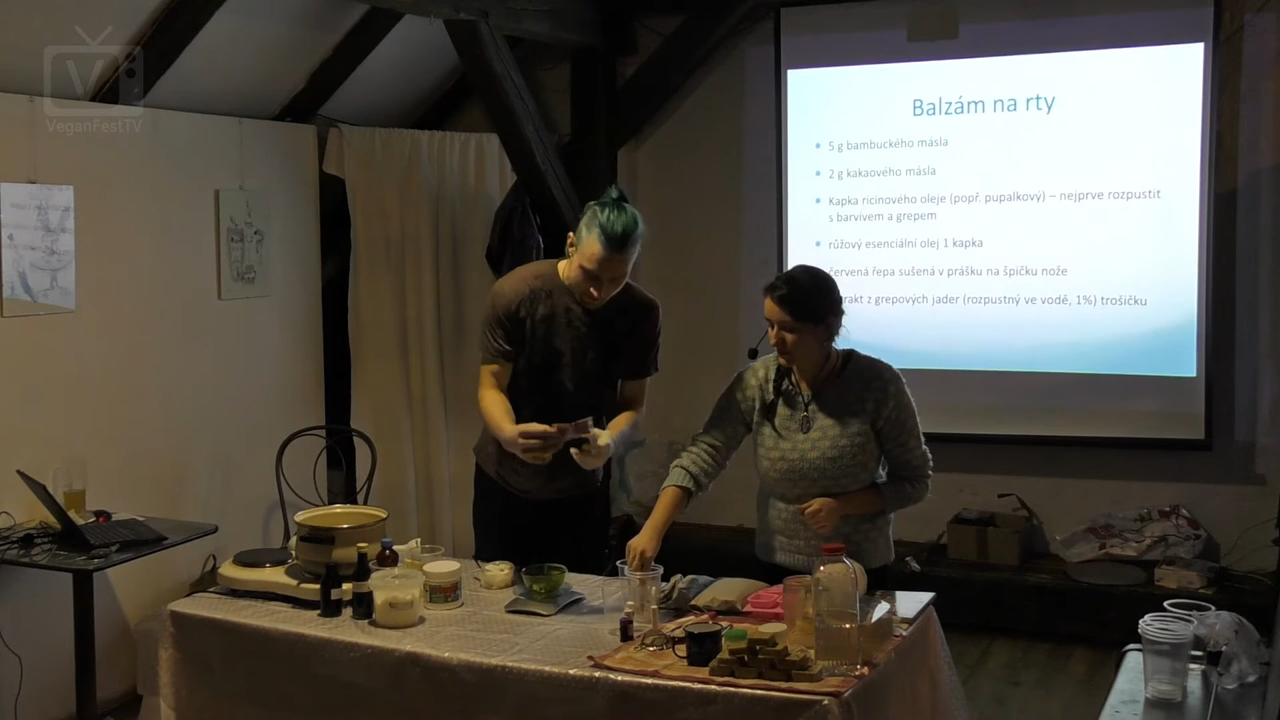 V
VeganFestTV
Balzám na rty
5 g bambuckého másla
2 g kakaového másla
Kapka ricinového oleje (popř. pupalkový) – nejprve rozpustit
s barvivem a grepem
růžový esenciální olej 1 kapka
červená řepa sušená v prášku na špičku nože
z grepových jader (rozpustný ve vodě, 1%) trošičku